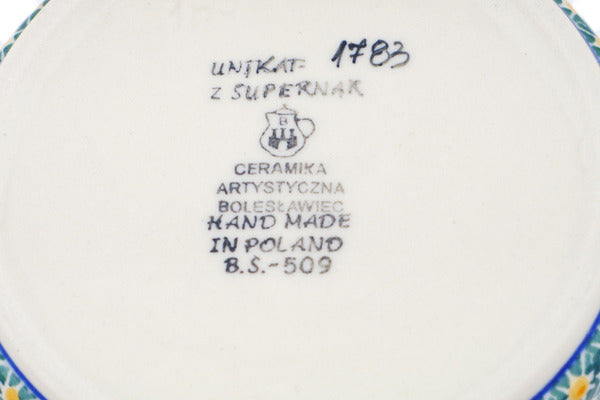 UNIKAT- 1783
Z SUPERNAK
B
CERAMIKA
ARTYSTYCZNA
BOLESŁAWIEC
HAND MADE
IN POLAND
B.S.-509